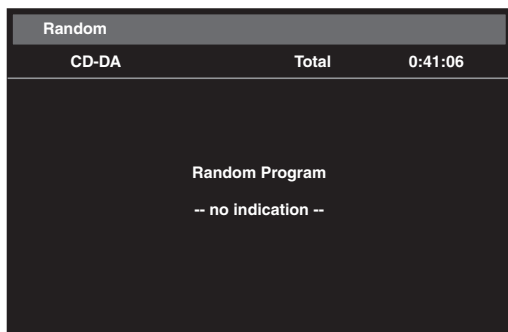 Random
CD-DA Total 0:41:06
Random Program
-- no indication --